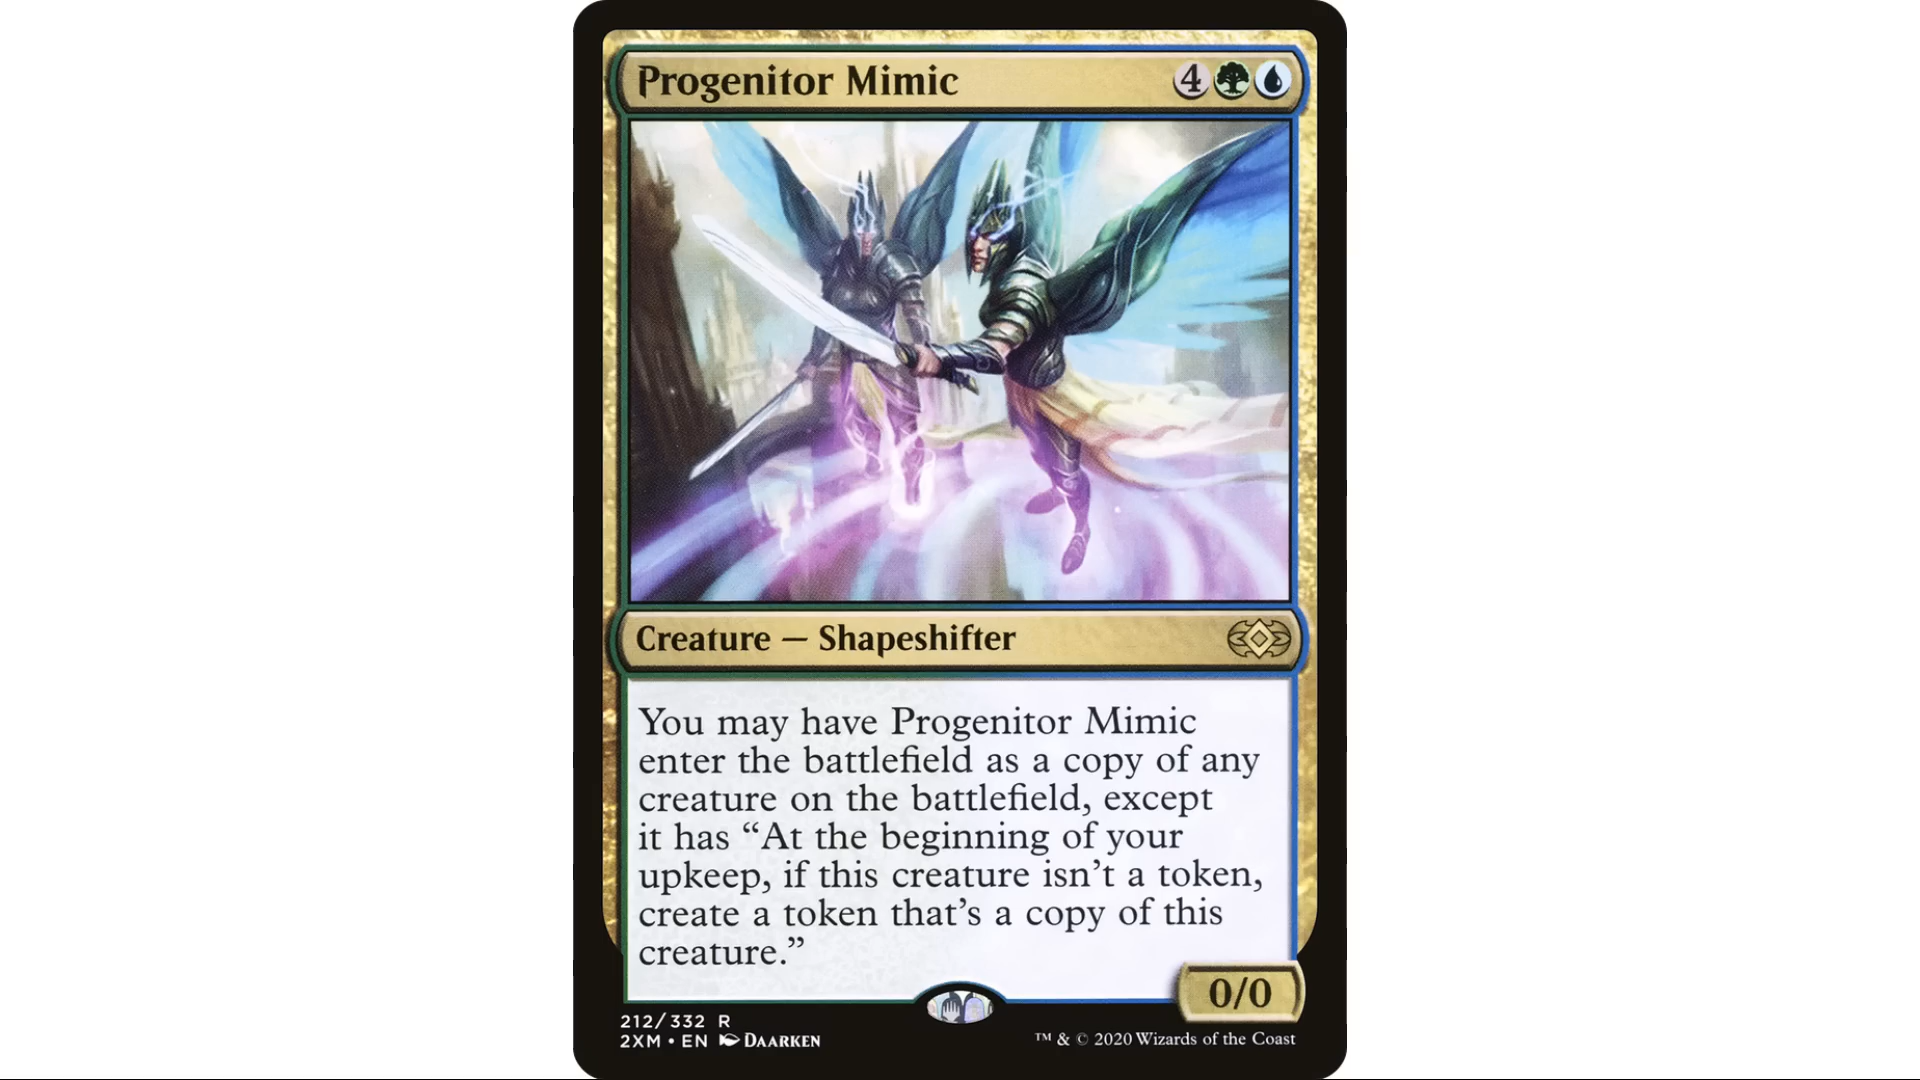 Progenitor Mimic 4
Creature — Shapeshifter
You may have Progenitor Mimic
enter the battlefield as a copy of any
creature on the battlefield, except
it has “At the beginning of your
upkeep, if this creature isn’t a token,
create a token that’s a copy of this
creature.”
0/0
212/332 R
2XM • EN DAARKEN
™ & © 2020 Wizards of the Coast